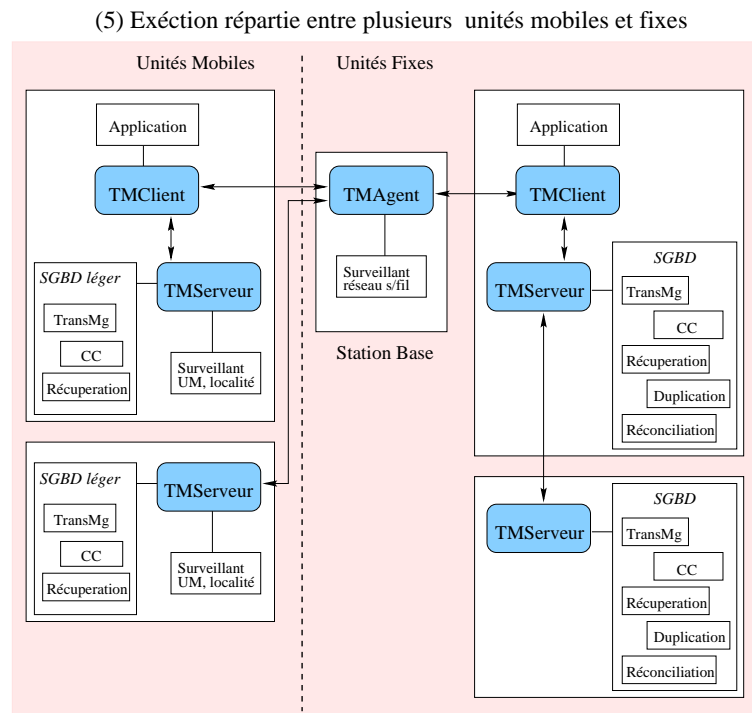 (5) Exéction répartie entre plusieurs unités mobiles et fixes
Unités Mobiles
Unités Fixes
Application
TMClient
SGBD léger
TransMg
CC
Récuperation
TMServeur
Surveillant
UM, localité
SGBD léger
TransMg
CC
Récuperation
TMServeur
Surveillant
UM, localité
TMAgent
Surveillant
réseau s/fil
Station Base
Application
TMClient
TMServeur
SGBD
TransMg
CC
Récuperation
Duplication
Réconciliation
TMServeur
SGBD
TransMg
CC
Récuperation
Duplication
Réconciliation